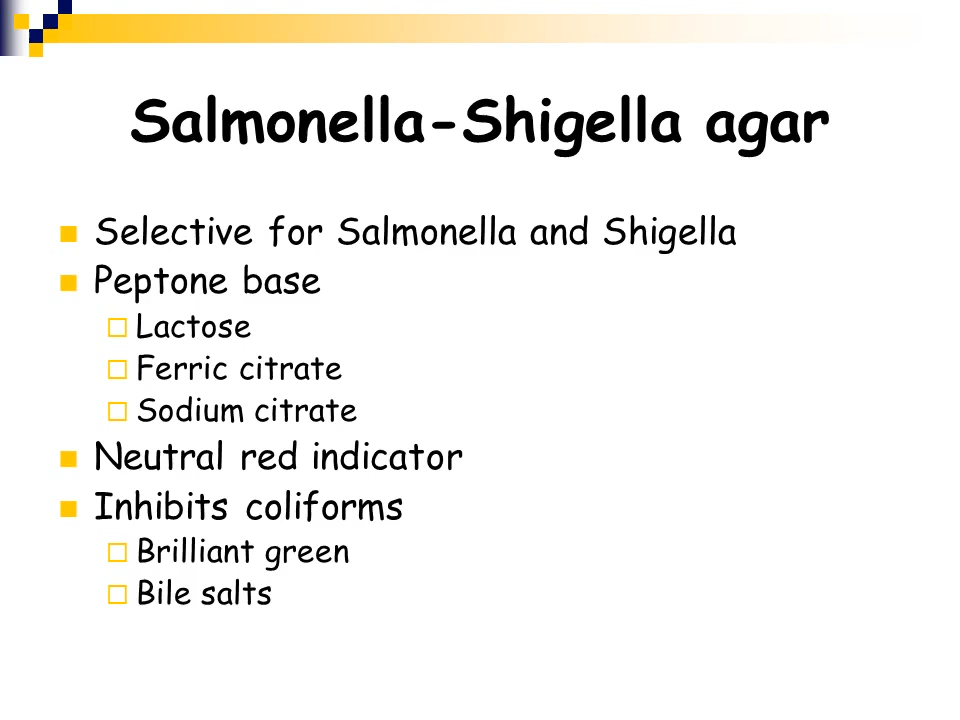 Salmonella-Shigella agar
Selective for Salmonella and Shigella
Peptone base
Lactose
Ferric citrate
Sodium citrate
Neutral red indicator
Inhibits coliforms
Brilliant green
Bile salts